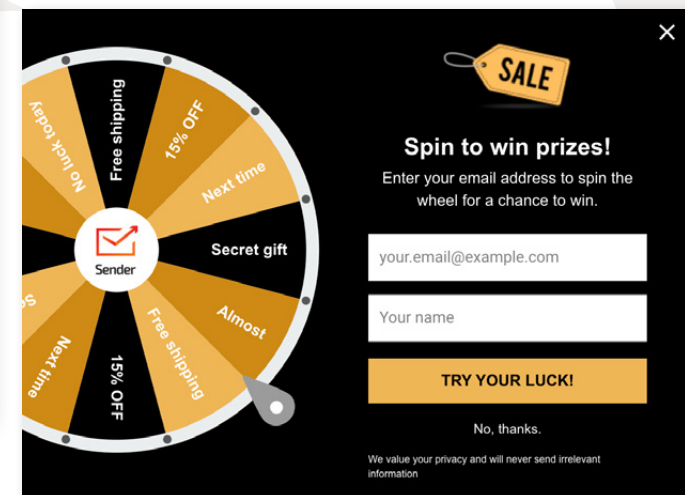 No luck today
Free shipping
15% OFF
Next time
Secret gift
Almost
Free shipping
15% OFF
Next time
Se
Sender
SALE
Spin to win prizes!
Enter your email address to spin the
wheel for a chance to win.
your.email@example.com
Your name
TRY YOUR LUCK!
No, thanks.
We value your privacy and will never send irrelevant
information